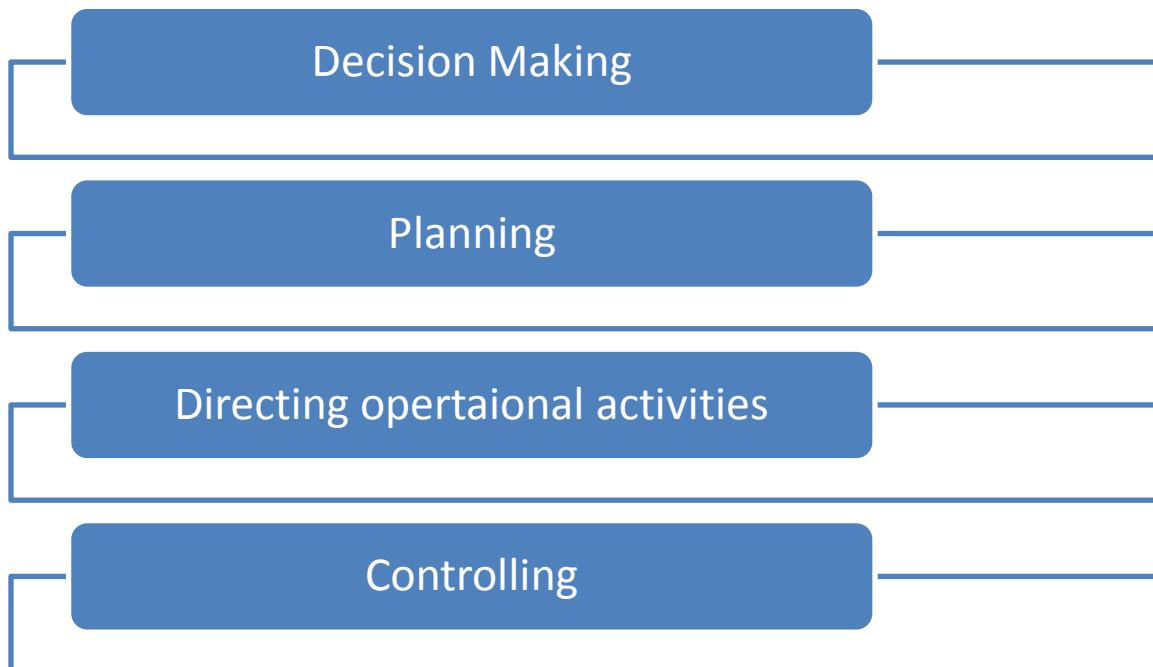 Decision Making
Planning
Directing opertaional activities
Controlling